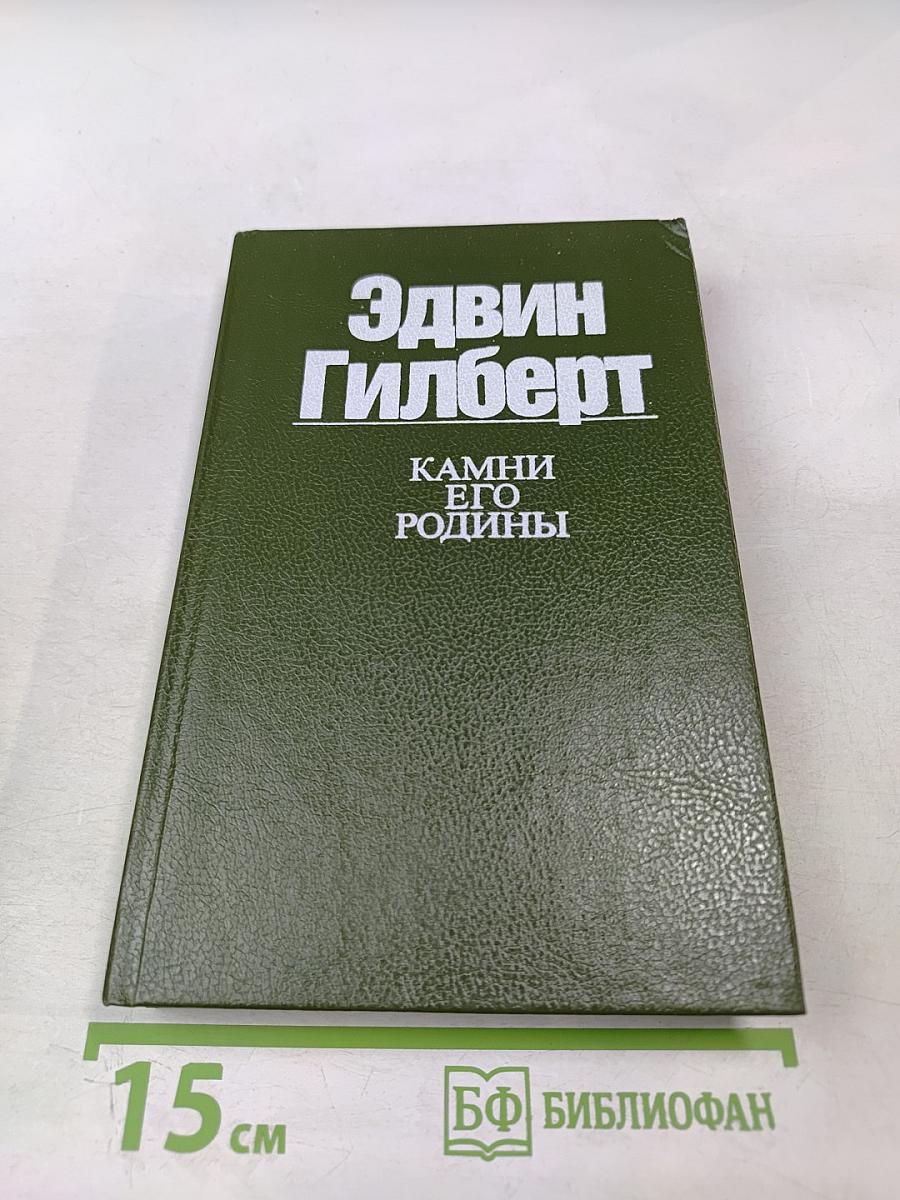 Эдвин
Гилберт
КАМНИ
ЕГО
РОДИНЫ
15 см
БФ БИБЛИОФАН